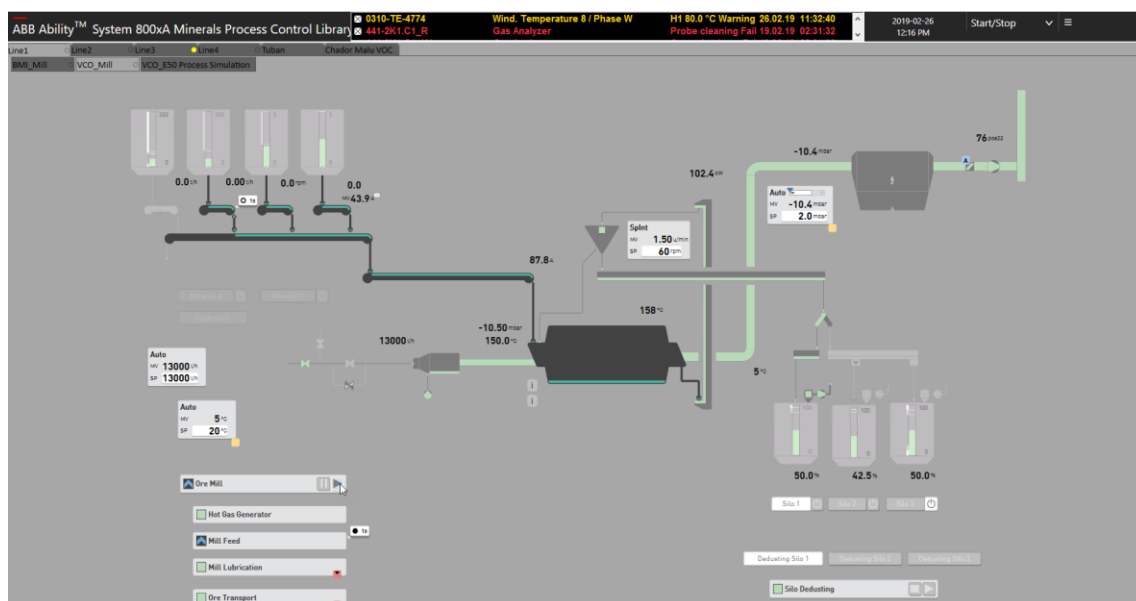 ABB Ability™ System 800xA Minerals Process Control Library
0310-TE-4774 Wind. Temperature 8 / Phase W H1 80.0 °C Warning 26.02.19 11:32:40
441-2K1.C1_R Gas Analyzer Probe cleaning Fail 19.02.19 02:31:32
2019-02-26
12:16 PM
Start/Stop
Line1 Line2 Line3 Line4 Tuban Chador Malu VOC
BMI_Mill VCO_Mill VCO_E50 Process Simulation
76
-10.4 mbar
102.4 kW
0.0 t/h 0.00 t/h 0.0 rpm 0.0
MV 43.9
1s
Auto
MV -10.4 mbar
SP 2.0 mbar
SpInt
MV 1.50 u/min
SP 60 rpm
87.8 A
158 °C
-10.50 mbar
13000 t/h 150.0 °C
Auto
MV 13000 t/h
SP 13000 t/h
5 °C
Auto
MV 5 °C
SP 20 °C
50.0 % 42.5 % 50.0 %
Ore Mill
Silo 1 Silo 2 Silo 3
Hot Gas Generator
1s
Mill Feed
Mill Lubrication
Dedusting Silo 1 Dedusting Silo 2 Dedusting Silo 3
Silo Dedusting
Ore Transport